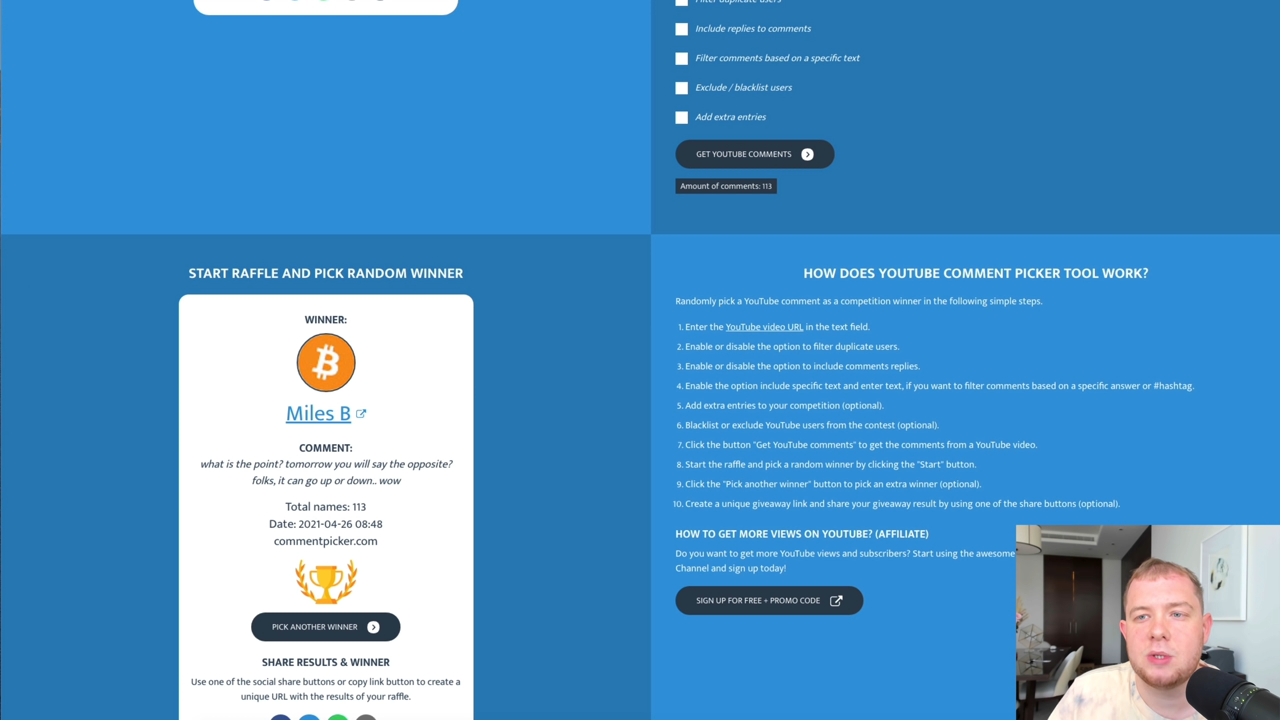 Filter duplicate users
Include replies to comments
Filter comments based on a specific text
Exclude / blacklist users
Add extra entries
GET YOUTUBE COMMENTS
Amount of comments: 113
START RAFFLE AND PICK RANDOM WINNER
WINNER:
Miles B
COMMENT:
what is the point? tomorrow you will say the opposite?
folks, it can go up or down.. wow
Total names: 113
Date: 2021-04-26 08:48
commentpicker.com
PICK ANOTHER WINNER
SHARE RESULTS & WINNER
Use one of the social share buttons or copy link button to create a
unique URL with the results of your raffle.
HOW DOES YOUTUBE COMMENT PICKER TOOL WORK?
Randomly pick a YouTube comment as a competition winner in the following simple steps.
1. Enter the YouTube video URL in the text field.
2. Enable or disable the option to filter duplicate users.
3. Enable or disable the option to include comments replies.
4. Enable the option include specific text and enter text, if you want to filter comments based on a specific answer or #hashtag.
5. Add extra entries to your competition (optional).
6. Blacklist or exclude YouTube users from the contest (optional).
7. Click the button "Get YouTube comments" to get the comments from a YouTube video.
8. Start the raffle and pick a random winner by clicking the "Start" button.
9. Click the "Pick another winner" button to pick an extra winner (optional).
10. Create a unique giveaway link and share your giveaway result by using one of the share buttons (optional).
HOW TO GET MORE VIEWS ON YOUTUBE? (AFFILIATE)
Do you want to get more YouTube views and subscribers? Start using the awesome
Channel and sign up today!
SIGN UP FOR FREE + PROMO CODE